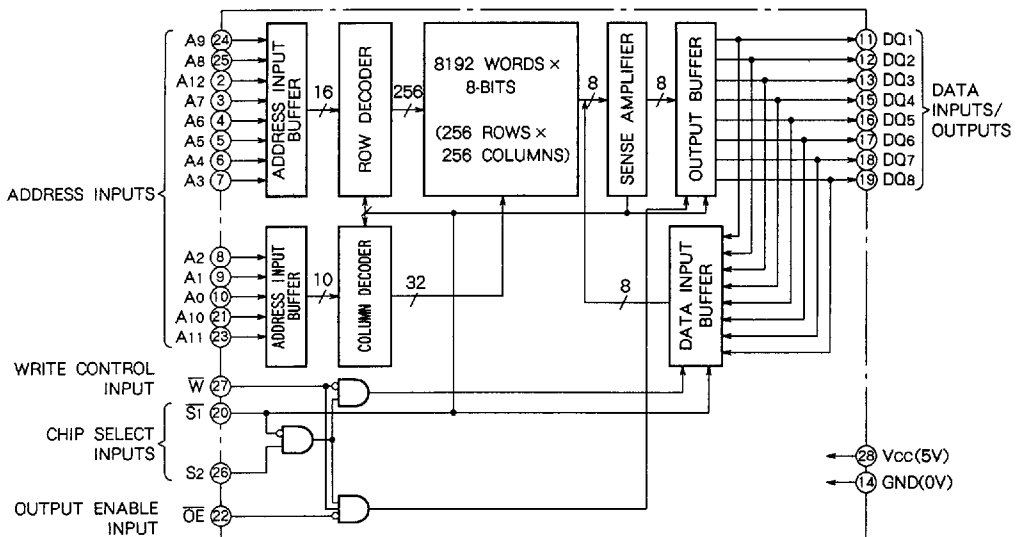 ADDRESS INPUTS
A9 24
A8 25
A12 2
A7 3
A6 4
A5 5
A4 6
A3 7
A2 8
A1 9
A0 10
A10 21
A11 23
ADDRESS INPUT
BUFFER
16
ROW DECODER
256
8192 WORDS ×
8-BITS
(256 ROWS ×
256 COLUMNS)
8
SENSE AMPLIFIER
8
OUTPUT BUFFER
11 DQ1
12 DQ2
13 DQ3
15 DQ4
16 DQ5
17 DQ6
18 DQ7
19 DQ8
DATA
INPUTS/
OUTPUTS
ADDRESS INPUT
BUFFER
10
COLUMN DECODER
32
8
DATA INPUT
BUFFER
WRITE CONTROL
INPUT
W̅ 27
CHIP SELECT
INPUTS
S̅1̅ 20
S2 26
OUTPUT ENABLE
INPUT
O̅E̅ 22
28 VCC(5V)
14 GND(0V)